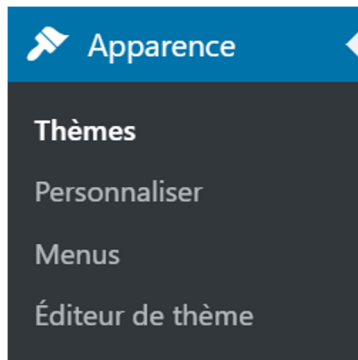 Apparence
Thèmes
Personnaliser
Menus
Éditeur de thème